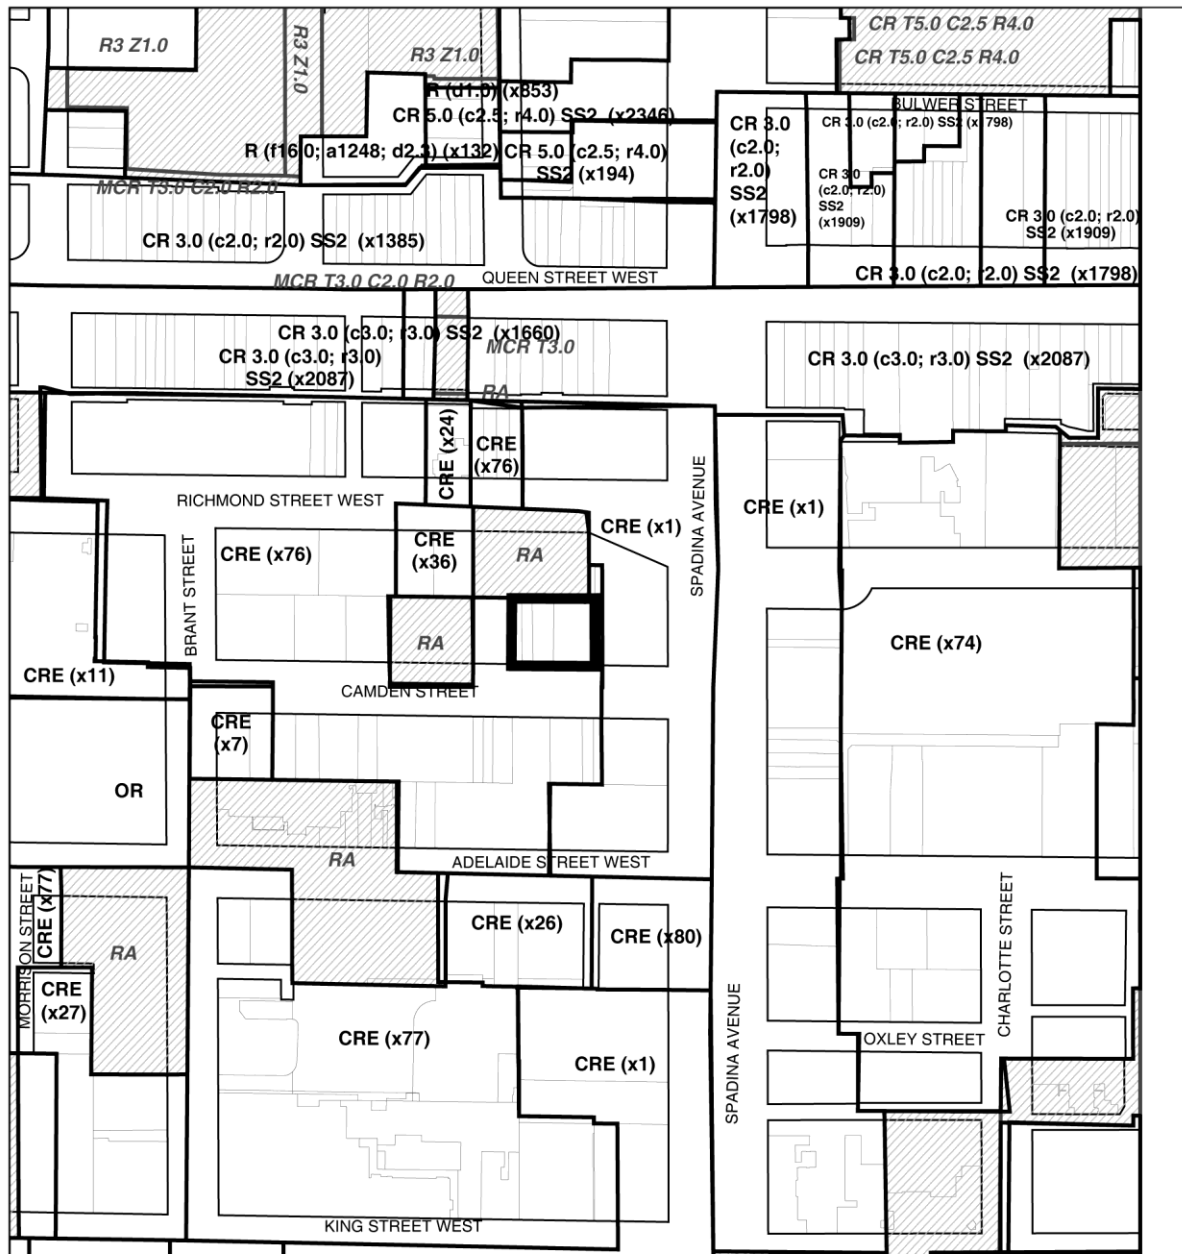 CR T5.0 C2.5 R4.0
R3 Z1.0
R3 Z1.0
R3 Z1.0
CR T5.0 C2.5 R4.0
R (d1.0) (x853)
BULWER STREET
CR 5.0 (c2.5; r4.0) SS2 (x2346)
CR 3.0
(c2.0;
r2.0)
SS2
(x1798)
CR 3.0 (c2.0; r2.0) SS2 (x1798)
R (f16.0; a1248; d2.3) (x132)
CR 5.0 (c2.5; r4.0)
SS2 (x194)
CR 3.0
(c2.0; r2.0)
SS2
(x1909)
MCR T3.0 C2.0 R2.0
CR 3.0 (c2.0; r2.0)
SS2 (x1909)
CR 3.0 (c2.0; r2.0) SS2 (x1385)
MCR T3.0 C2.0 R2.0
QUEEN STREET WEST
CR 3.0 (c2.0; r2.0) SS2 (x1798)
CR 3.0 (c3.0; r3.0) SS2 (x1660)
MCR T3.0
CR 3.0 (c3.0; r3.0)
SS2 (x2087)
CR 3.0 (c3.0; r3.0) SS2 (x2087)
RA
CRE (x24)
CRE
(x76)
SPADINA AVENUE
RICHMOND STREET WEST
CRE (x1)
CRE (x1)
BRANT STREET
CRE (x76)
CRE
(x36)
RA
RA
CRE (x74)
CRE (x11)
CAMDEN STREET
CRE
(x7)
OR
RA
ADELAIDE STREET WEST
MORRISON STREET
CRE (x77)
CHARLOTTE STREET
CRE (x26)
CRE (x80)
RA
CRE
(x27)
SPADINA AVENUE
CRE (x77)
OXLEY STREET
CRE (x1)
KING STREET WEST